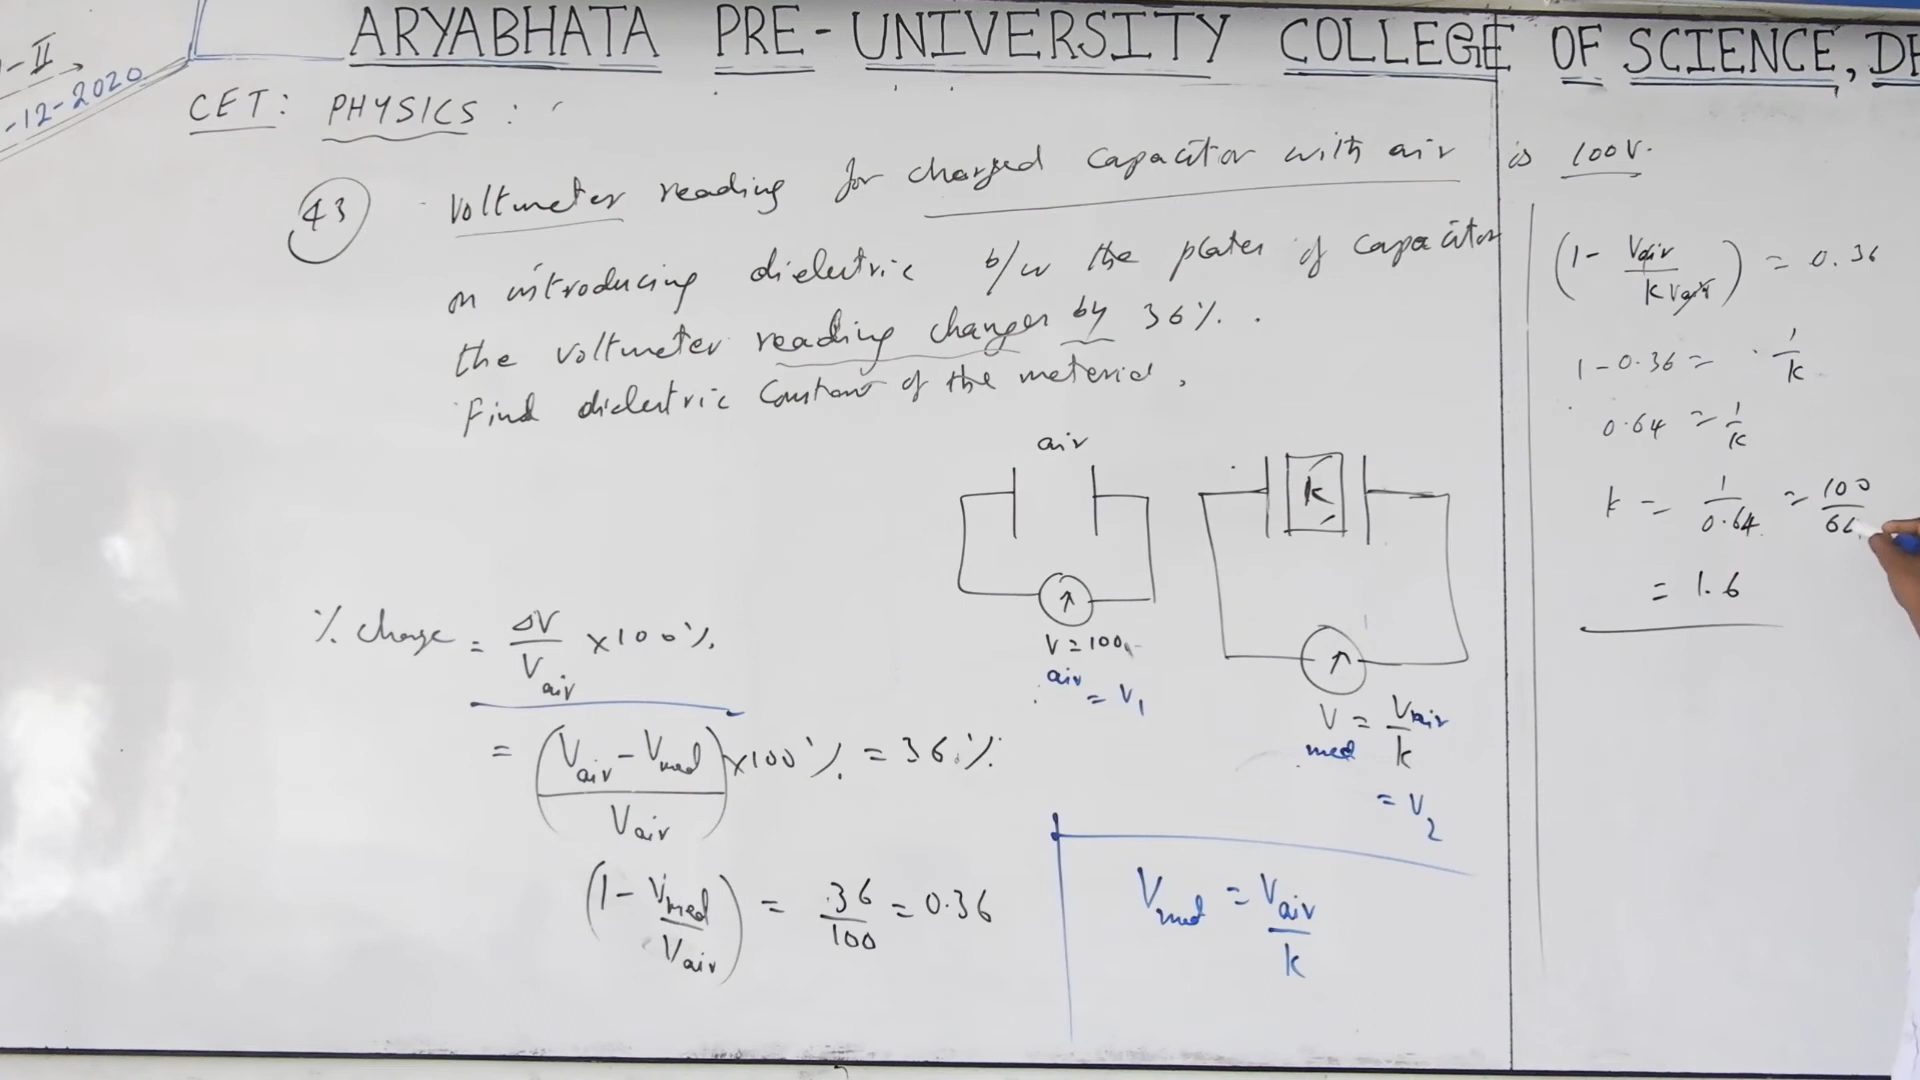 ARYABHATA PRE-UNIVERSITY COLLEGE OF SCIENCE, DH
-II
-12-2020
CET: PHYSICS :
43 Voltmeter reading for charged capacitor with air is 100V.
on introducing dielectric b/w the plates of capacitor
the voltmeter reading changes by 36%.
Find dielectric constant of the material.
air
k
V=100
air
= V1
V = Vair/k
med
= V2
% change = ΔV/Vair ×100%
= (Vair - Vmed / Vair) ×100% = 36%
(1 - Vmed/Vair) = 36/100 = 0.36
Vmed = Vair/k
(1 - Vair/k Vair) = 0.36
1-0.36 = 1/k
0.64 = 1/k
k = 1/0.64 = 100/64
= 1.6